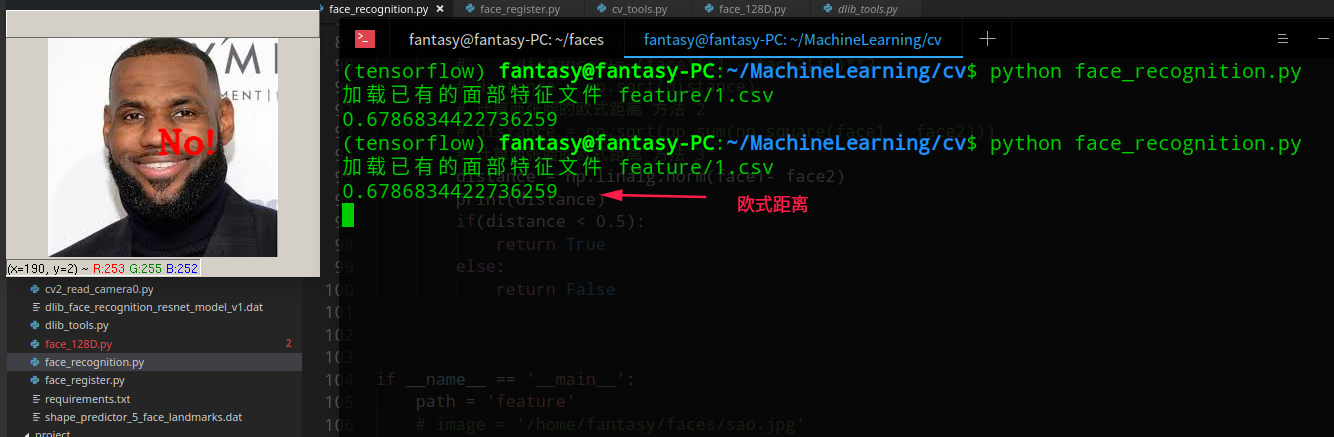 face_recognition.py ×
face_register.py
cv_tools.py
face_128D.py
dlib_tools.py
fantasy@fantasy-PC: ~/faces
fantasy@fantasy-PC: ~/MachineLearning/cv
(tensorflow) fantasy@fantasy-PC:~/MachineLearning/cv$ python face_recognition.py
加载已有的面部特征文件 feature/1.csv
0.6786834422736259
(tensorflow) fantasy@fantasy-PC:~/MachineLearning/cv$ python face_recognition.py
加载已有的面部特征文件 feature/1.csv
distance = np.linalg.norm(face1- face2)
0.6786834422736259
print(distance)
欧式距离
if(distance < 0.5):
98 return True
99 else:
100 return False
101
102
103
104 if __name__ == '__main__':
105 path = 'feature'
106 # image = '/home/fantasy/faces/sao.jpg'
Y'M
MENT|
No!
(x=190, y=2) ~ R:253 G:255 B:252
cv2_read_camera0.py
dlib_face_recognition_resnet_model_v1.dat
dlib_tools.py
face_128D.py 2
face_recognition.py
face_register.py
requirements.txt
shape_predictor_5_face_landmarks.dat
project